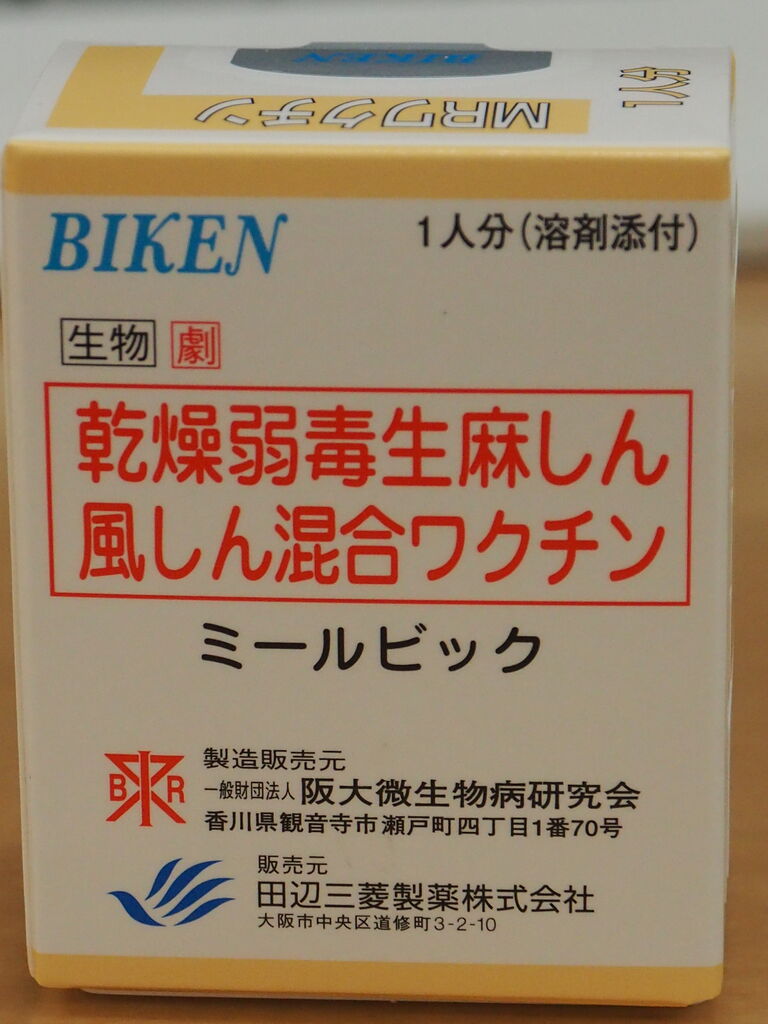 BIKEN
MRワクチン
1人分
BIKEN
1人分(溶剤添付)
生物 劇
乾燥弱毒生麻しん
風しん混合ワクチン
ミールビック
製造販売元
一般財団法人 阪大微生物病研究会
香川県観音寺市瀬戸町四丁目1番70号
B R
販売元
田辺三菱製薬株式会社
大阪市中央区道修町3-2-10